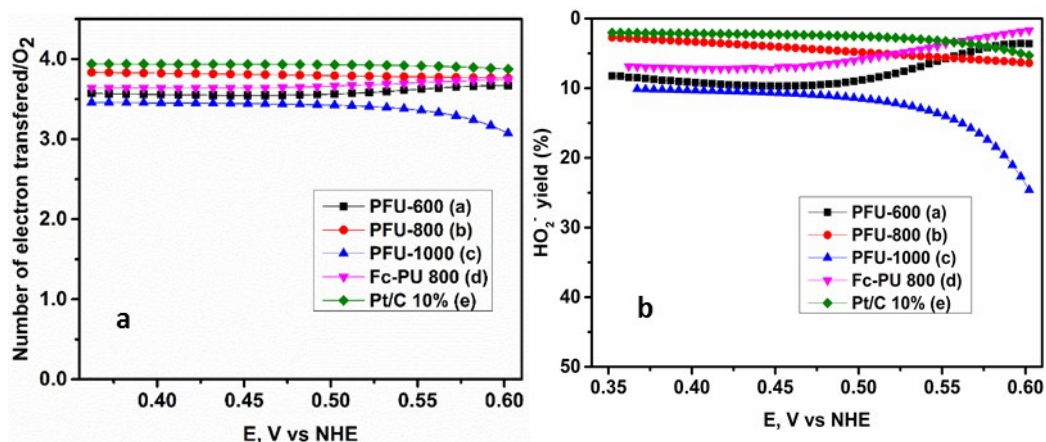 Number of electron transferred/O2
4.0
3.0
2.0
1.0
0.0
PFU-600 (a)
PFU-800 (b)
PFU-1000 (c)
Fc-PU 800 (d)
Pt/C 10% (e)
a
0.40 0.45 0.50 0.55 0.60
E, V vs NHE
HO2- yield (%)
0
10
20
30
40
50
PFU-600 (a)
PFU-800 (b)
PFU-1000 (c)
Fc-PU 800 (d)
Pt/C 10% (e)
b
0.35 0.40 0.45 0.50 0.55 0.60
E, V vs NHE